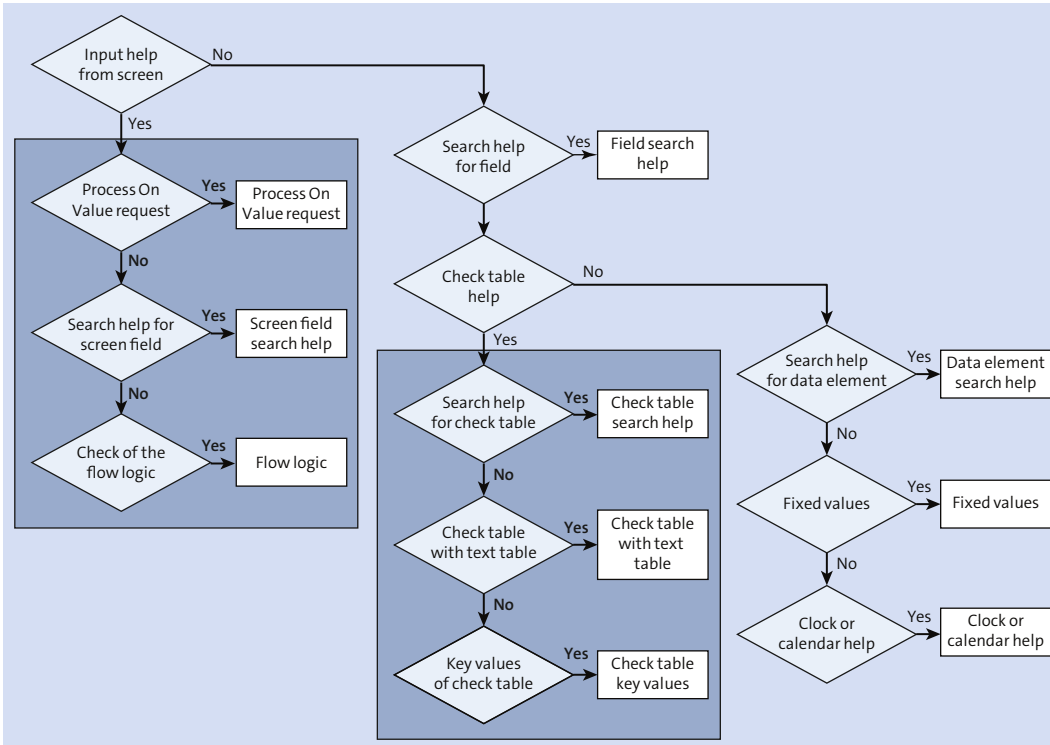 Input help
from screen
No
Yes
Process On
Value request
Yes
Process On
Value request
No
Search help for
screen field
Yes
Screen field
search help
No
Check of the
flow logic
Yes
Flow logic
Search help
for field
Yes
Field search
help
Check table
help
No
Yes
Search help
for check table
Yes
Check table
search help
No
Check table
with text table
Yes
Check table
with text
table
No
Key values
of check table
Yes
Check table
key values
Search help
for data element
Yes
Data element
search help
No
Fixed values
Yes
Fixed values
No
Clock or
calendar help
Yes
Clock or
calendar help